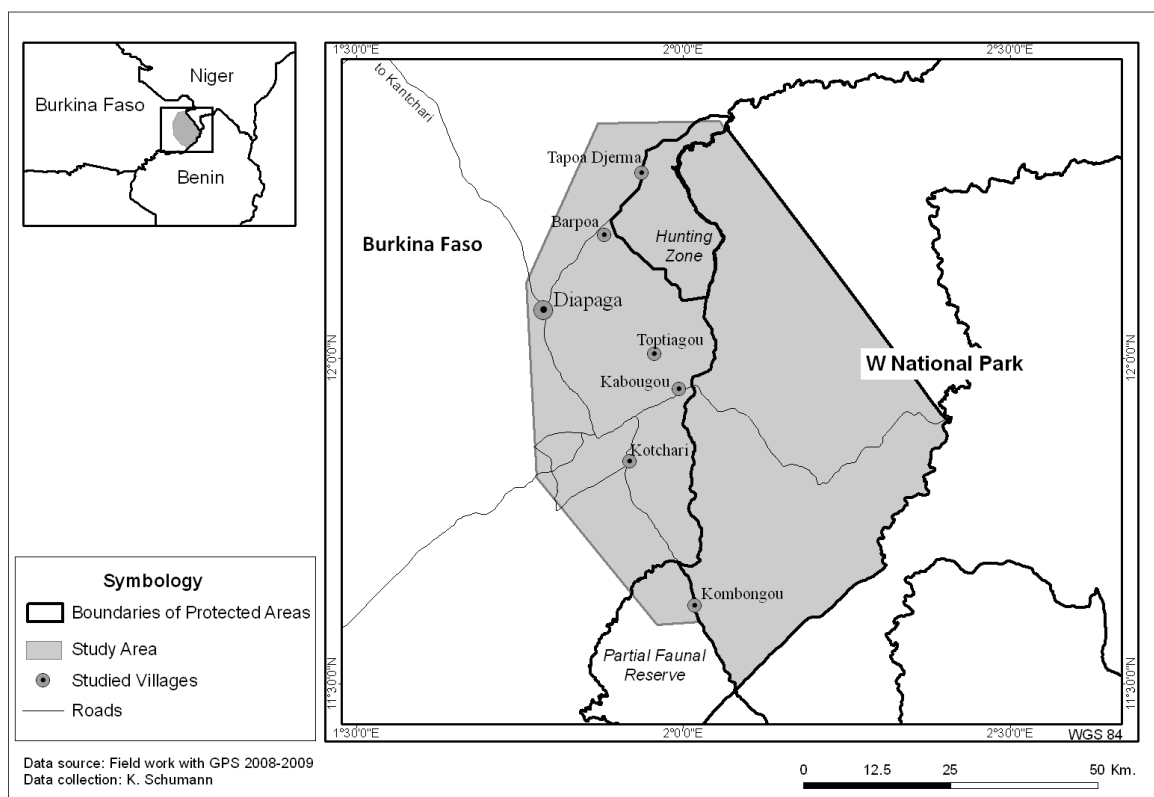 Niger
Burkina Faso
Benin
1°30'0"E
2°0'0"E
2°30'0"E
to Kantchari
Tapoa Djerma
Barpoa
Burkina Faso
Hunting
Zone
Diapaga
Toptiagou
12°0'0"N
W National Park
12°0'0"N
Kabougou
Kotchari
Kombongou
Partial Faunal
Reserve
11°30'0"N
11°30'0"N
WGS 84
1°30'0"E
2°0'0"E
2°30'0"E
Symbology
Boundaries of Protected Areas
Study Area
Studied Villages
Roads
Data source: Field work with GPS 2008-2009
Data collection: K. Schumann
0 12.5 25 50 Km.